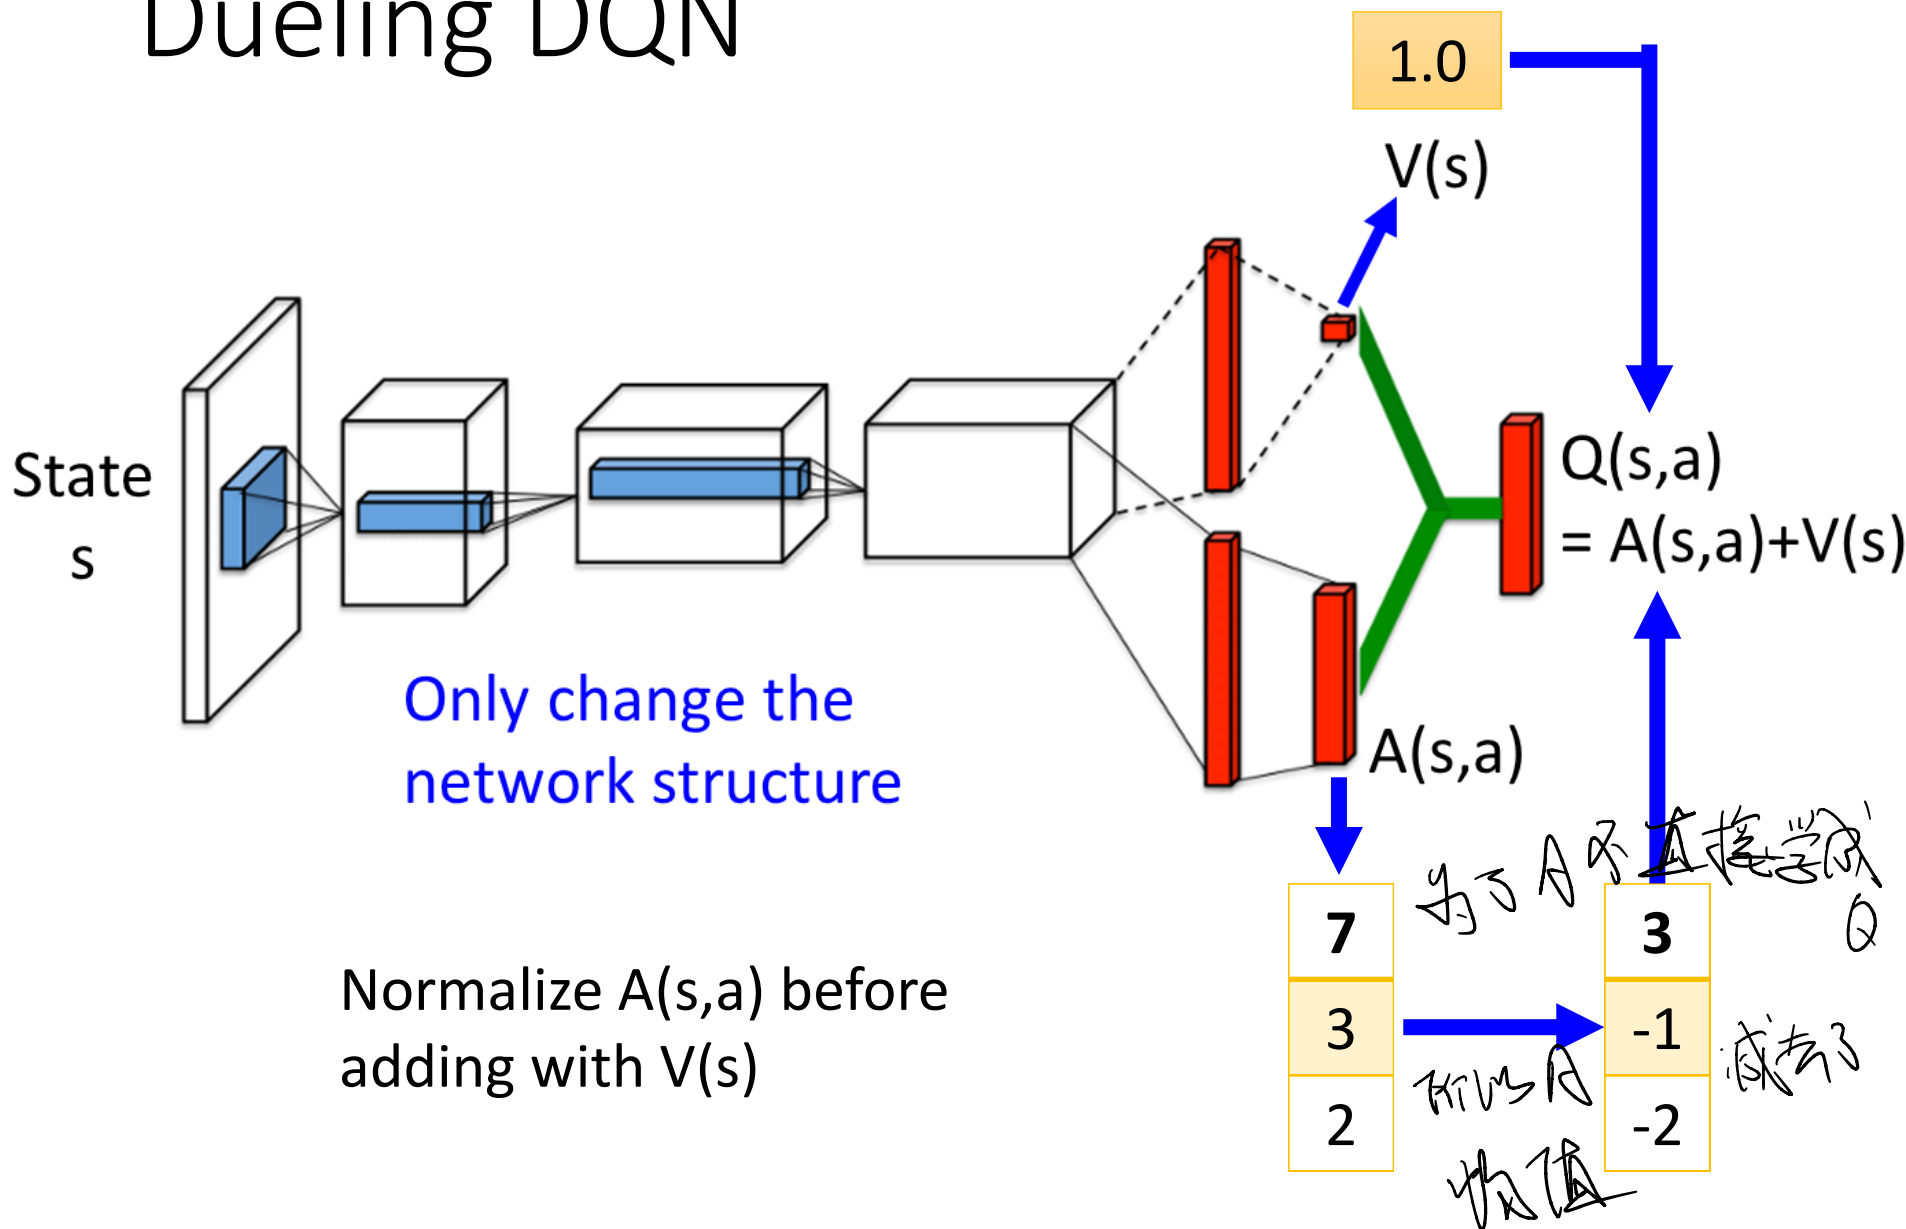 Dueling DQN
1.0
V(s)
State
s
Q(s,a)
= A(s,a)+V(s)
Only change the
network structure
A(s,a)
为了A不直接学成
Q
7
3
2
3
-1
-2
所以A
减去了
均值
Normalize A(s,a) before
adding with V(s)